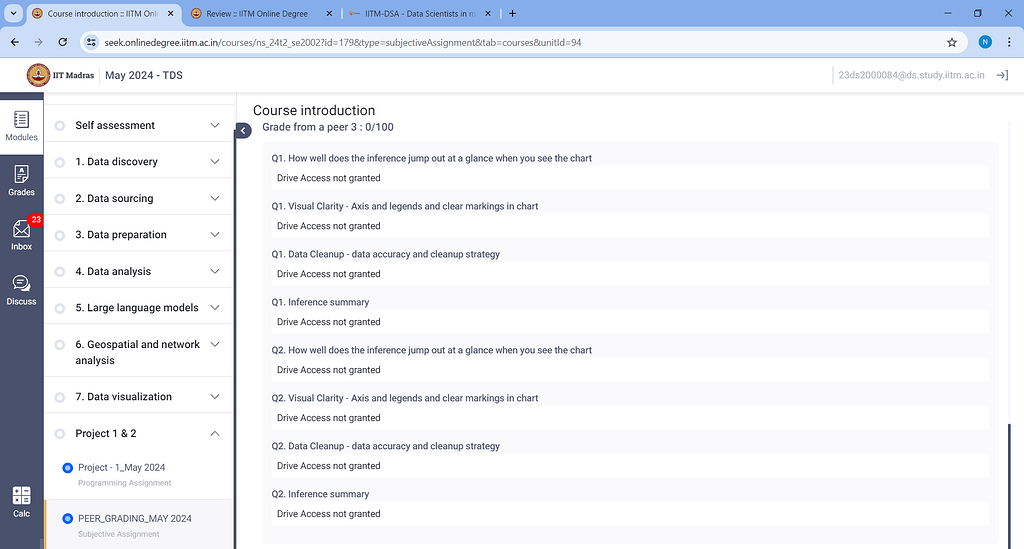 Course introduction :: IITM Onli
Review :: IITM Online Degree
IITM-DSA - Data Scientists in m
seek.onlinedegree.iitm.ac.in/courses/ns_24t2_se2002?id=179&type=subjectiveAssignment&tab=courses&unitId=94
N
IIT Madras
May 2024 - TDS
23ds2000084@ds.study.iitm.ac.in
Modules
Grades
23
Inbox
Discuss
Calc
Self assessment
1. Data discovery
2. Data sourcing
3. Data preparation
4. Data analysis
5. Large language models
6. Geospatial and network
analysis
7. Data visualization
Project 1 & 2
Project - 1_May 2024
Programming Assignment
PEER_GRADING_MAY 2024
Subjective Assignment
Course introduction
Grade from a peer 3 : 0/100
Q1. How well does the inference jump out at a glance when you see the chart
Drive Access not granted
Q1. Visual Clarity - Axis and legends and clear markings in chart
Drive Access not granted
Q1. Data Cleanup - data accuracy and cleanup strategy
Drive Access not granted
Q1. Inference summary
Drive Access not granted
Q2. How well does the inference jump out at a glance when you see the chart
Drive Access not granted
Q2. Visual Clarity - Axis and legends and clear markings in chart
Drive Access not granted
Q2. Data Cleanup - data accuracy and cleanup strategy
Drive Access not granted
Q2. Inference summary
Drive Access not granted